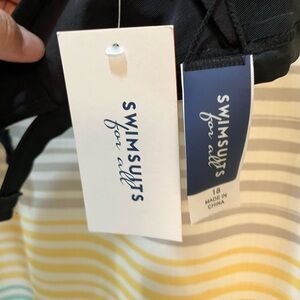 SWIMSUITS
for all
SWIMSUITS
for all
18
MADE IN
CHINA